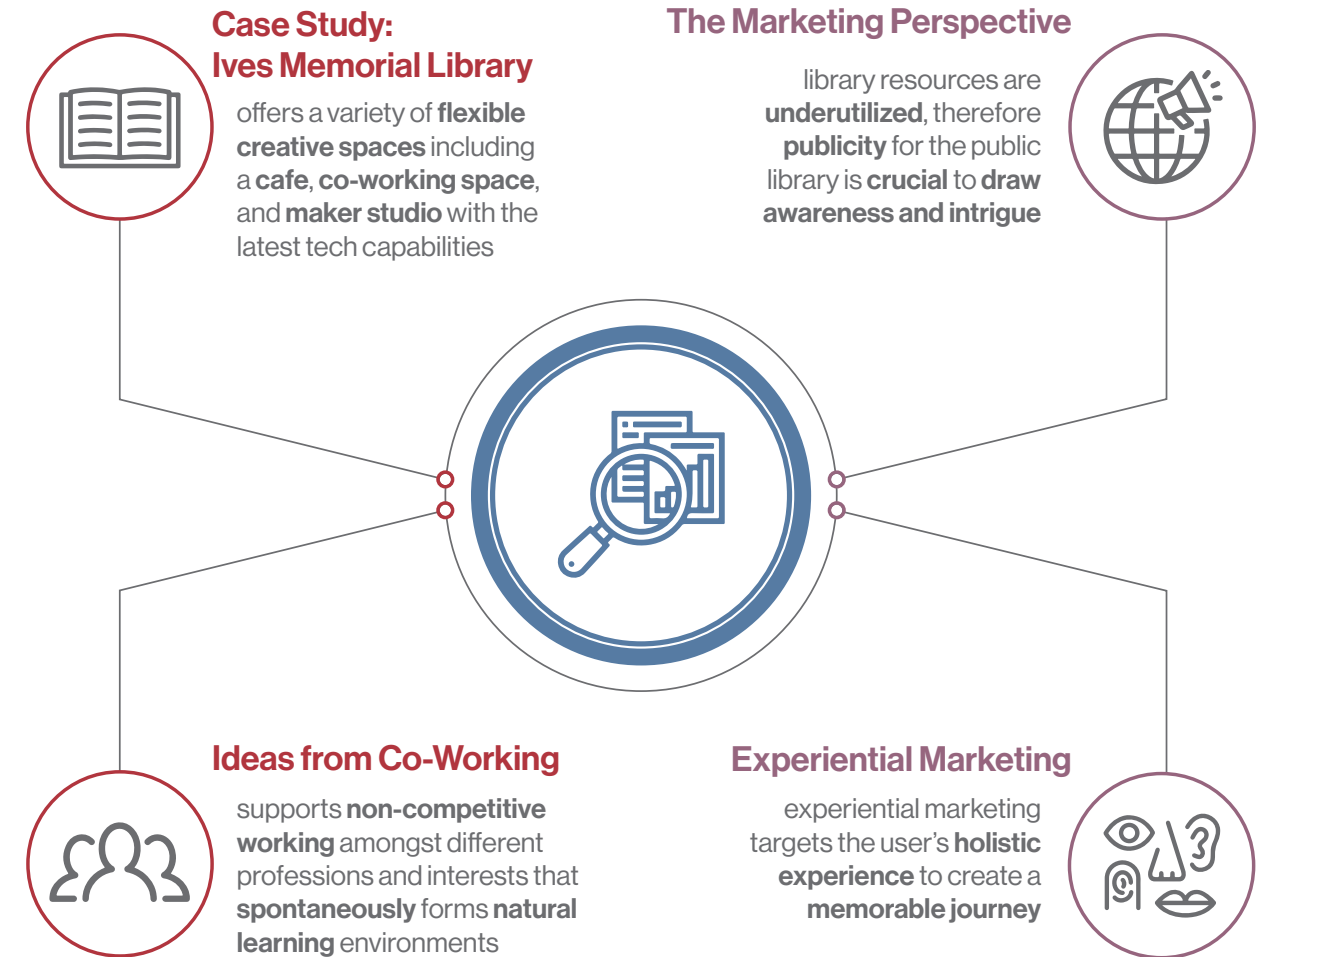 Case Study:
Ives Memorial Library
offers a variety of flexible
creative spaces including
a cafe, co-working space,
and maker studio with the
latest tech capabilities
The Marketing Perspective
library resources are
underutilized, therefore
publicity for the public
library is crucial to draw
awareness and intrigue
Ideas from Co-Working
supports non-competitive
working amongst different
professions and interests that
spontaneously forms natural
learning environments
Experiential Marketing
experiential marketing
targets the user’s holistic
experience to create a
memorable journey